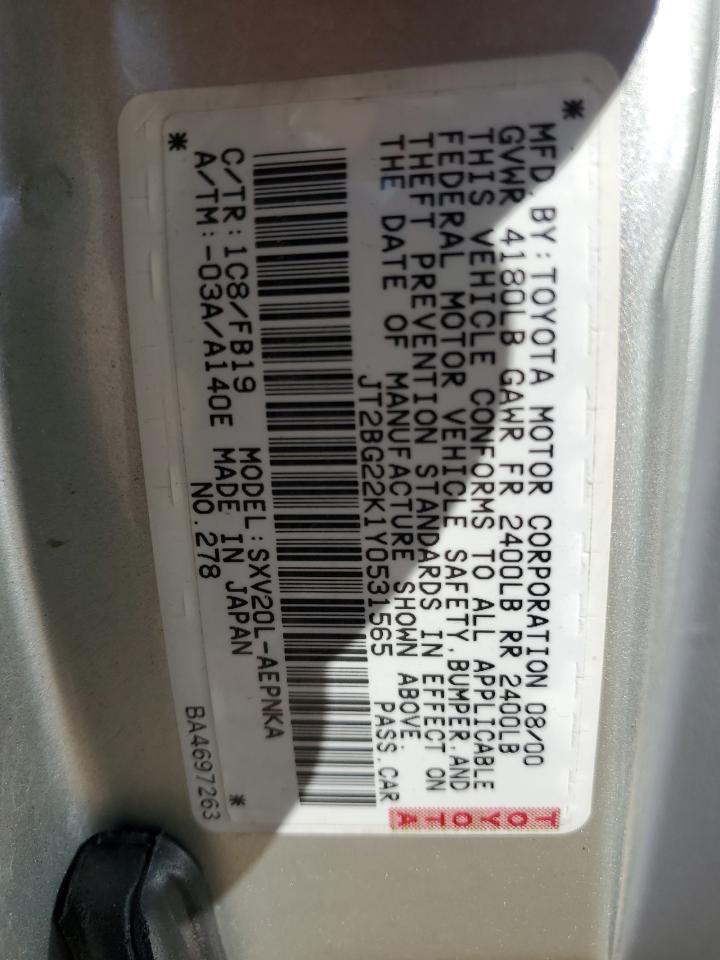 MFD. BY: TOYOTA MOTOR CORPORATION 08/00
GVWR 4180LB GAWR FR 2400LB RR 2400LB
THIS VEHICLE CONFORMS TO ALL APPLICABLE
FEDERAL MOTOR VEHICLE SAFETY, BUMPER, AND
THEFT PREVENTION STANDARDS IN EFFECT ON
THE DATE OF MANUFACTURE SHOWN ABOVE.
JT2BG22K1Y0531565 PASS.CAR
TOYOTA
C/TR:1C8/FB19 MODEL:SXV20L-AEPNKA
A/TM:-03A/A140E MADE IN JAPAN
NO.278
BA4697263